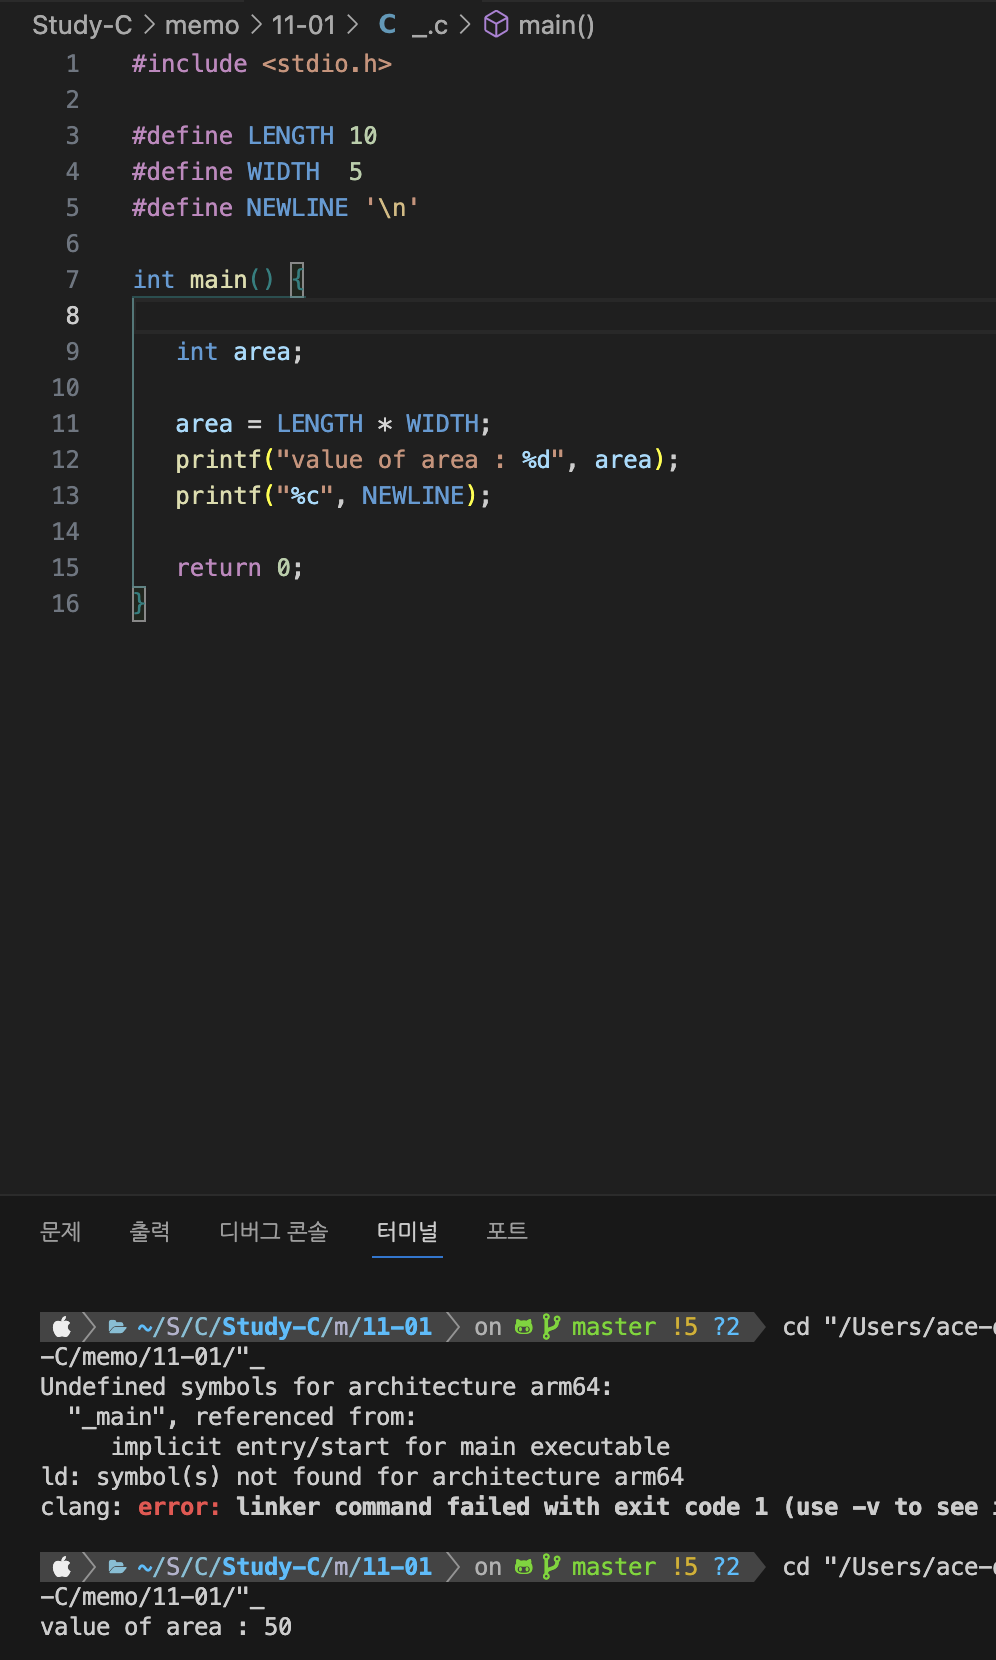 Study-C > memo > 11-01 > C _.c > main()
1 #include <stdio.h>
2
3 #define LENGTH 10
4 #define WIDTH  5
5 #define NEWLINE '\n'
6
7 int main() {
8
9    int area;
10
11    area = LENGTH * WIDTH;
12    printf("value of area : %d", area);
13    printf("%c", NEWLINE);
14
15    return 0;
16 }
문제 출력 디버그 콘솔 터미널 포트
~/S/C/Study-C/m/11-01 on master !5 ?2 cd "/Users/ace-
-C/memo/11-01/"_
Undefined symbols for architecture arm64:
  "_main", referenced from:
     implicit entry/start for main executable
ld: symbol(s) not found for architecture arm64
clang: error: linker command failed with exit code 1 (use -v to see
~/S/C/Study-C/m/11-01 on master !5 ?2 cd "/Users/ace-
-C/memo/11-01/"_
value of area : 50